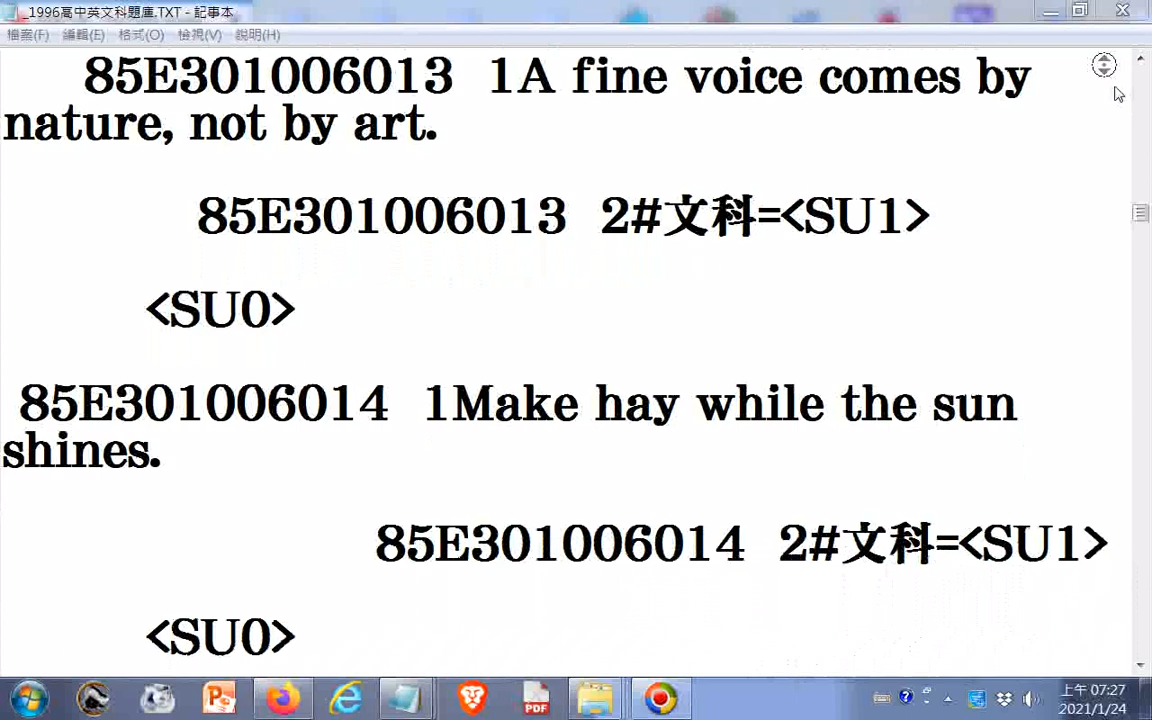 _1996高中英文科題庫.TXT - 記事本
檔案(F) 編輯(E) 格式(O) 檢視(V) 說明(H)
85E301006013 1A fine voice comes by
nature, not by art.
85E301006013 2#文科=<SU1>
<SU0>
85E301006014 1Make hay while the sun
shines.
85E301006014 2#文科=<SU1>
<SU0>
PDF
上午 07:27
2021/1/24